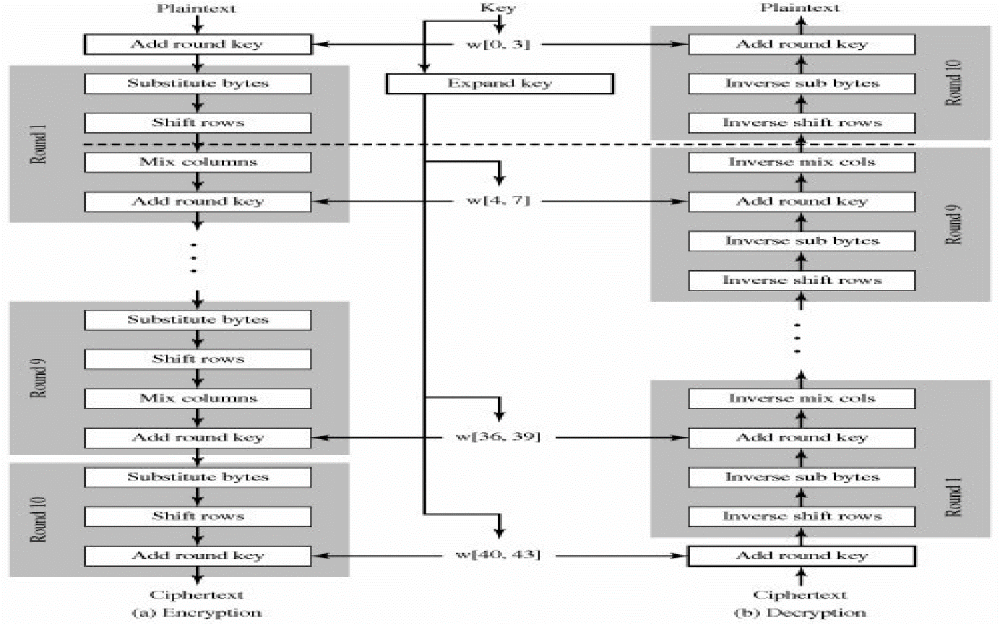 Plaintext
Add round key
Round 1
Substitute bytes
Shift rows
Mix columns
Add round key
Round 9
Substitute bytes
Shift rows
Mix columns
Add round key
Round 10
Substitute bytes
Shift rows
Add round key
Ciphertext
(a) Encryption
Key
w[0, 3]
Expand key
w[4, 7]
w[36, 39]
w[40, 43]
Plaintext
Add round key
Inverse sub bytes
Inverse shift rows
Round 10
Inverse mix cols
Add round key
Inverse sub bytes
Inverse shift rows
Round 9
Inverse mix cols
Add round key
Inverse sub bytes
Inverse shift rows
Round 1
Add round key
Ciphertext
(b) Decryption